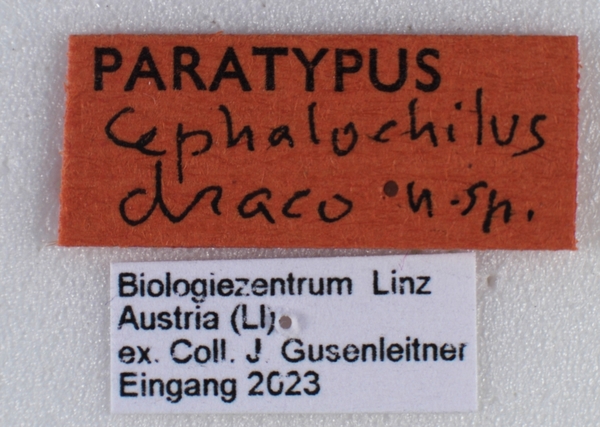 PARATYPUS
Cephalochilus
draco n.sp.
Biologiezentrum Linz
Austria (LI)
ex. Coll. J. Gusenleitner
Eingang 2023